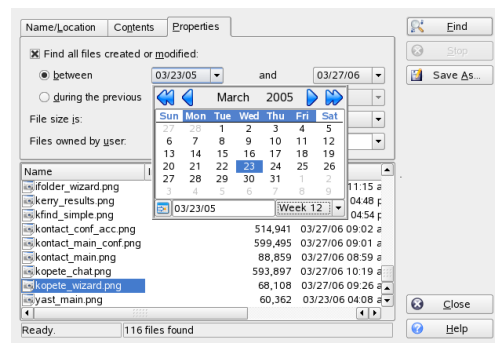 Name/Location Contents Properties
Find
Find all files created or modified:
Stop
between 03/23/05 and 03/27/06
Save As...
during the previous
March 2005
File size is:
Sun Mon Tue Wed Thu Fri Sat
27 28 1 2 3 4 5
Files owned by user:
6 7 8 9 10 11 12
13 14 15 16 17 18 19
20 21 22 23 24 25 26
Name
27 28 29 30 31 1 2
ifolder_wizard.png 11:15 a
3 4 5 6 7 8 9
kerry_results.png 04:48 p
03/23/05 Week 12
kfind_simple.png 04:54 p
kontact_conf_acc.png 514,941 03/27/06 09:02 a
kontact_main_conf.png 599,495 03/27/06 09:01 a
kontact_main.png 88,859 03/27/06 08:59 a
kopete_chat.png 593,897 03/27/06 10:19 a
kopete_wizard.png 68,108 03/27/06 09:26 a
yast_main.png 60,362 03/23/06 04:08 a
Close
Ready. 116 files found
Help